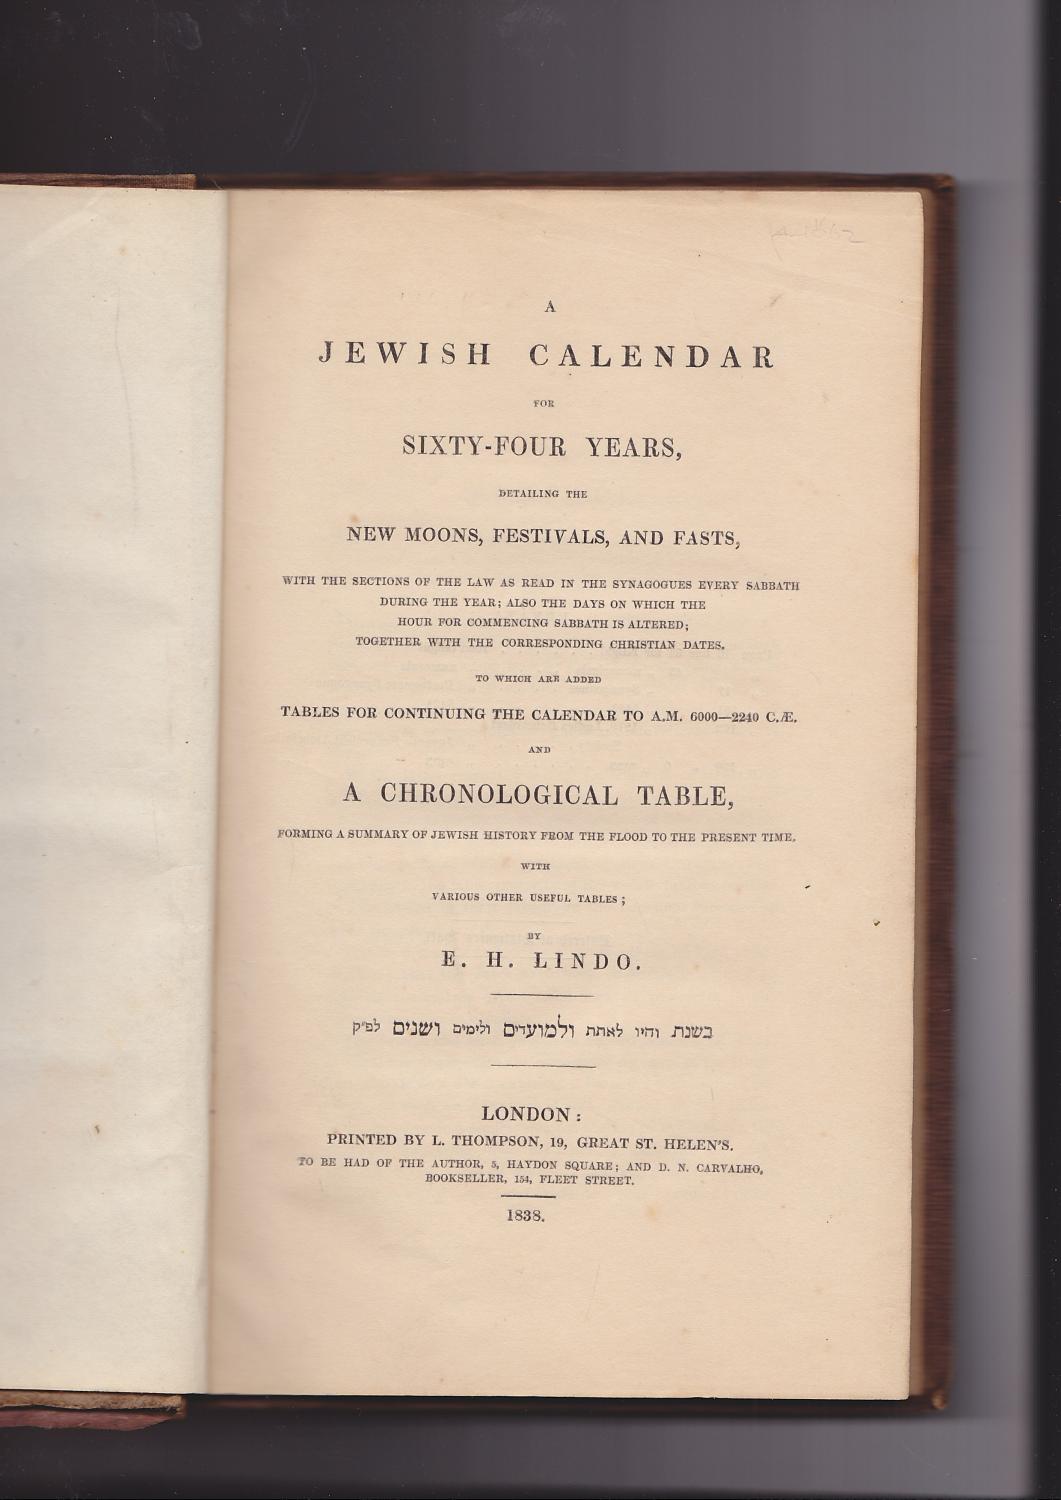 A
JEWISH CALENDAR
FOR
SIXTY-FOUR YEARS,
DETAILING THE
NEW MOONS, FESTIVALS, AND FASTS,
WITH THE SECTIONS OF THE LAW AS READ IN THE SYNAGOGUES EVERY SABBATH
DURING THE YEAR; ALSO THE DAYS ON WHICH THE
HOUR FOR COMMENCING SABBATH IS ALTERED;
TOGETHER WITH THE CORRESPONDING CHRISTIAN DATES.
TO WHICH ARE ADDED
TABLES FOR CONTINUING THE CALENDAR TO A.M. 6000—2240 C.Æ.
AND
A CHRONOLOGICAL TABLE,
FORMING A SUMMARY OF JEWISH HISTORY FROM THE FLOOD TO THE PRESENT TIME.
WITH
VARIOUS OTHER USEFUL TABLES;
BY
E. H. LINDO.
בשנת והיו לאתת ולמועדים ולימים ושנים לפ״ק
LONDON:
PRINTED BY L. THOMPSON, 19, GREAT ST. HELEN'S.
TO BE HAD OF THE AUTHOR, 5, HAYDON SQUARE; AND D. N. CARVALHO,
BOOKSELLER, 154, FLEET STREET.
1838.